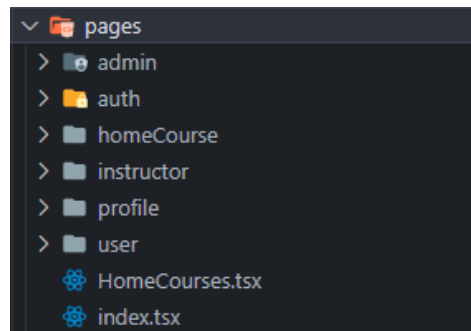 pages
admin
auth
homeCourse
instructor
profile
user
HomeCourses.tsx
index.tsx